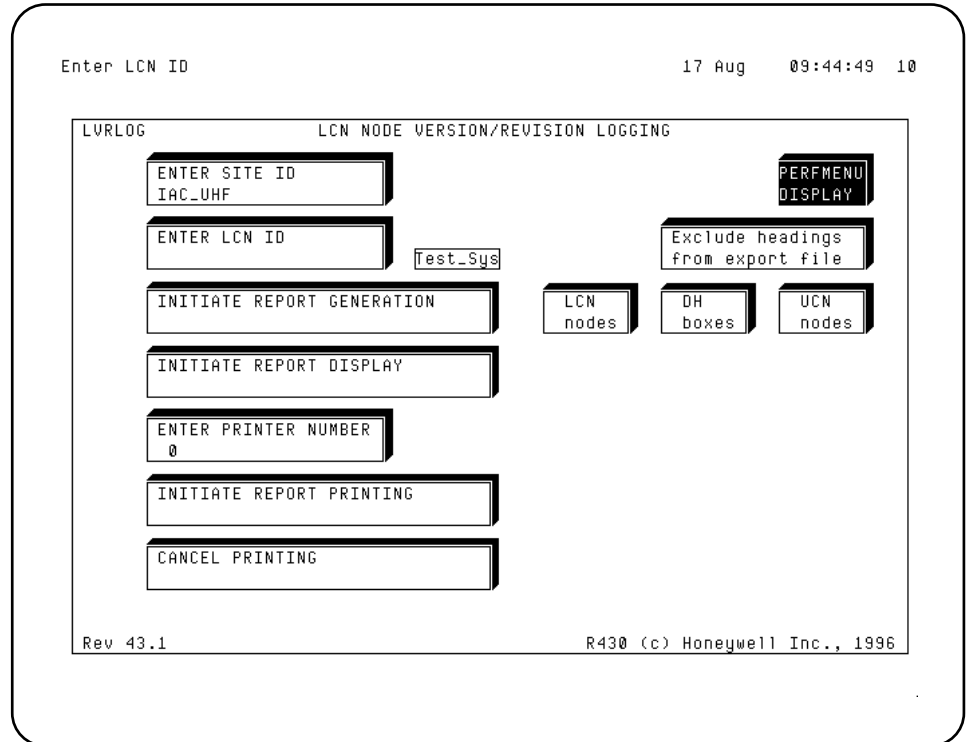 Enter LCN ID 17 Aug 09:44:49 10
LVRLOG LCN NODE VERSION/REVISION LOGGING
ENTER SITE ID
IAC_UHF
PERFMENU
DISPLAY
ENTER LCN ID
Test_Sys
Exclude headings
from export file
INITIATE REPORT GENERATION
LCN
nodes
DH
boxes
UCN
nodes
INITIATE REPORT DISPLAY
ENTER PRINTER NUMBER
0
INITIATE REPORT PRINTING
CANCEL PRINTING
Rev 43.1 R430 (c) Honeywell Inc., 1996